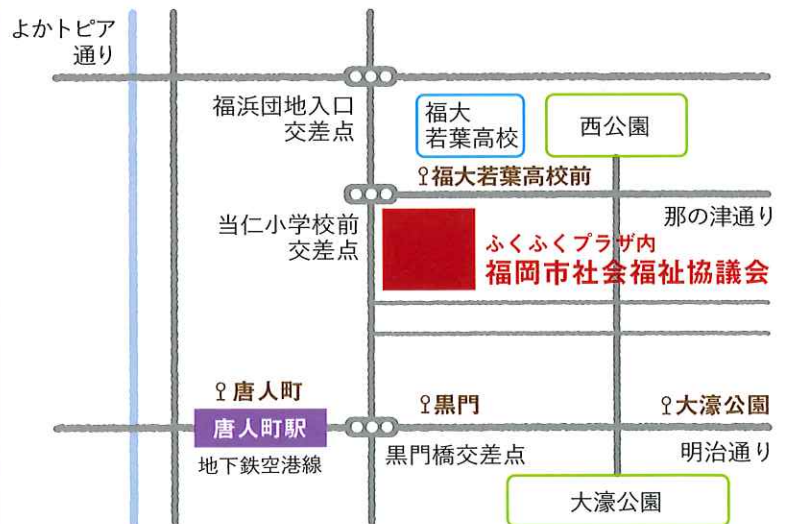 よかトピア
通り
福浜団地入口
交差点
福大
若葉高校
西公園
福大若葉高校前
那の津通り
当仁小学校前
交差点
ふくふくプラザ内
福岡市社会福祉協議会
唐人町
黒門
大濠公園
唐人町駅
地下鉄空港線
黒門橋交差点
明治通り
大濠公園